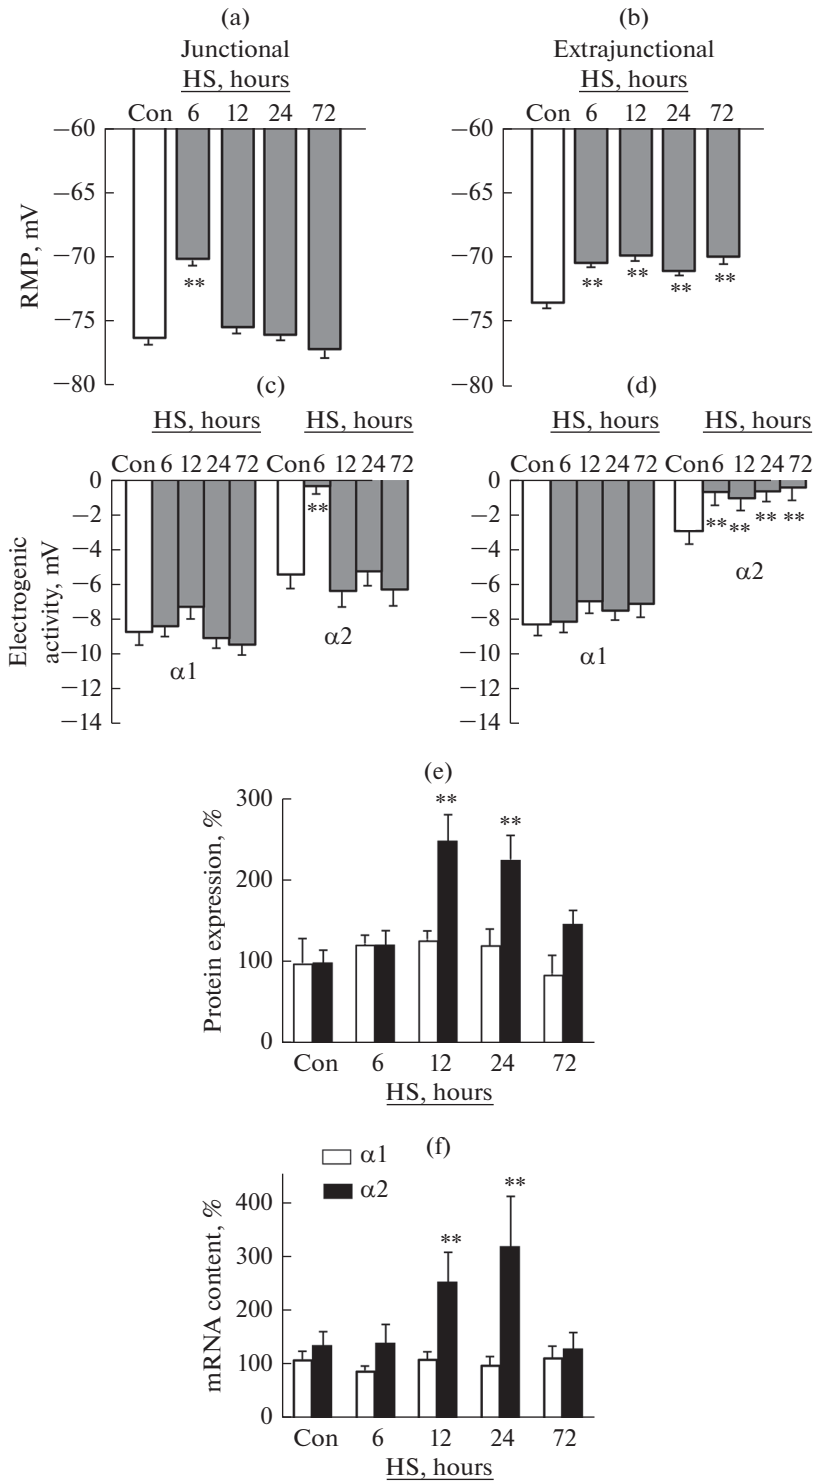 (a) (b)
Junctional Extrajunctional
HS, hours HS, hours
Con 6 12 24 72 Con 6 12 24 72
−60 −60
−65 −65
−70 −70
** ** ** ** **
−75 −75
−80 −80
RMP, mV
(c) (d)
HS, hours HS, hours HS, hours HS, hours
Con 6 12 24 72 Con 6 12 24 72 Con 6 12 24 72 Con 6 12 24 72
0 0
−2 −2
** ** ** ** **
−4 −4
−6 −6
−8 −8
−10 −10
−12 −12
−14 −14
α1 α2 α1 α2
Electrogenic
activity, mV
(e)
300
** **
200
100
0
Protein expression, %
Con 6 12 24 72
HS, hours
(f)
α1
α2
** **
400
300
200
100
0
mRNA content, %
Con 6 12 24 72
HS, hours